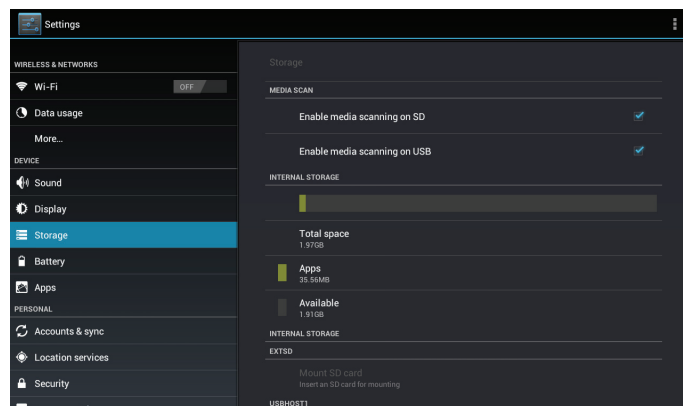 Settings
WIRELESS & NETWORKS
Wi-Fi
OFF
Data usage
More...
DEVICE
Sound
Display
Storage
Battery
Apps
PERSONAL
Accounts & sync
Location services
Security
Storage
MEDIA SCAN
Enable media scanning on SD
Enable media scanning on USB
INTERNAL STORAGE
Total space
1.97GB
Apps
35.56MB
Available
1.91GB
INTERNAL STORAGE
EXTSD
Mount SD card
Insert an SD card for mounting
USBHOST1